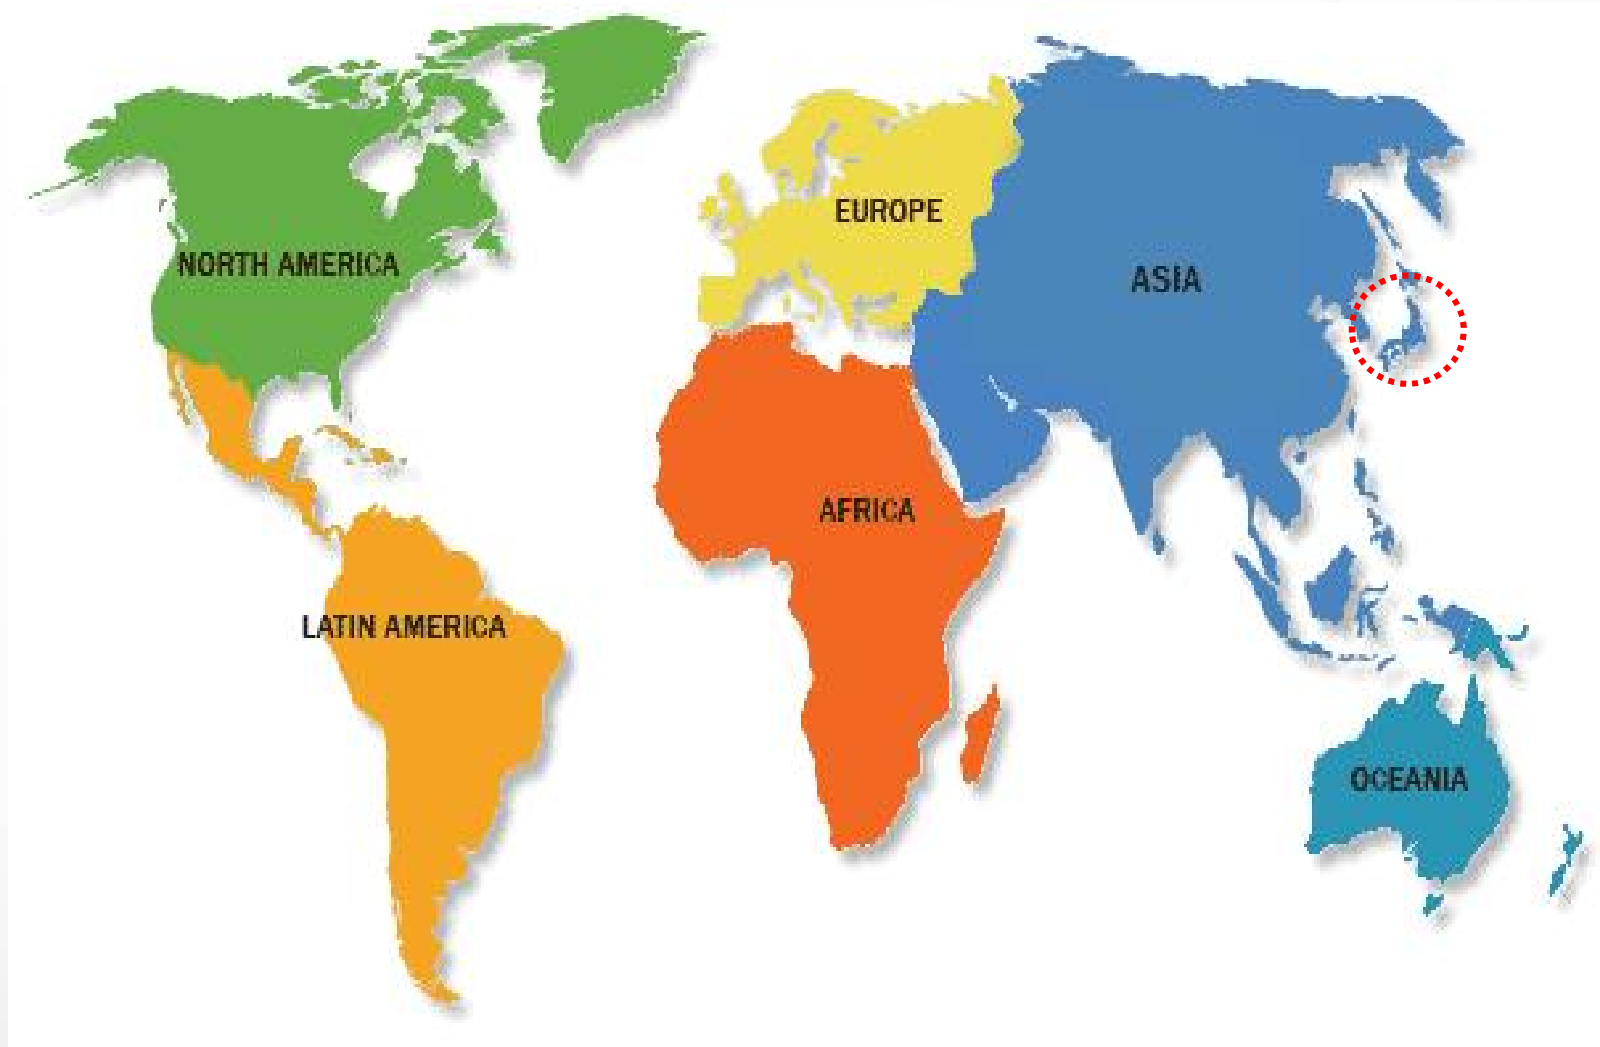 EUROPE
NORTH AMERICA
ASIA
AFRICA
LATIN AMERICA
OCEANIA